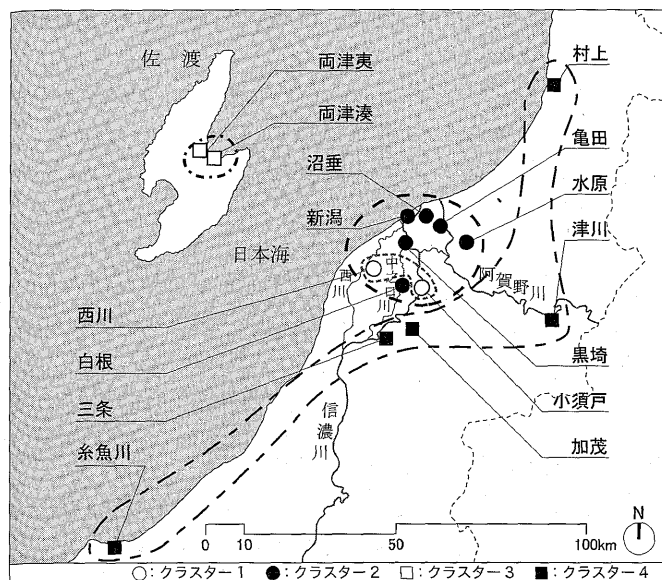 佐渡
両津夷
両津湊
村上
亀田
沼垂
水原
新潟
津川
日本海
西川
中ノ口川
阿賀野川
西川
白根
黒埼
三条
小須戸
信濃川
加茂
糸魚川
N
0 10 50 100km
○：クラスター1 ●：クラスター2 □：クラスター3 ■：クラスター4